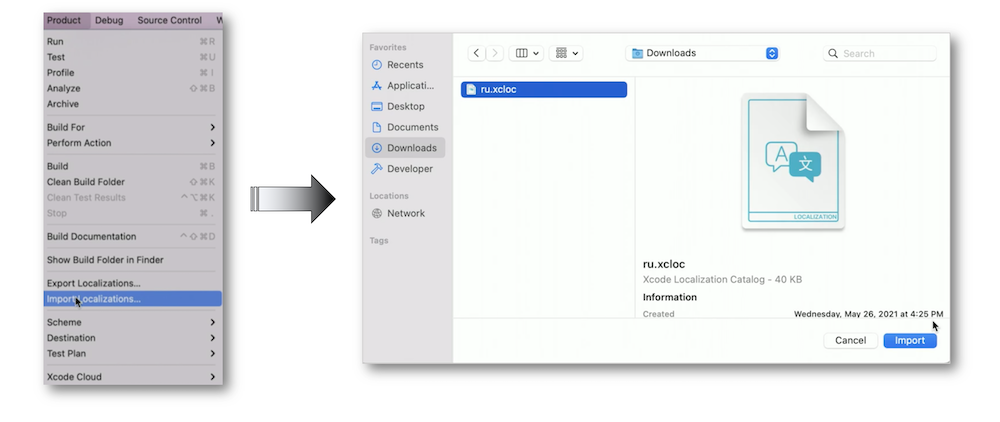 Product Debug Source Control W
Run ⌘R
Test ⌘U
Profile ⌘I
Analyze ⇧⌘B
Archive
Build For
Perform Action
Build ⌘B
Clean Build Folder ⇧⌘K
Clean Test Results ^⌥⌘K
Stop ⌘.
Build Documentation ^⇧⌘D
Show Build Folder in Finder
Export Localizations...
Import Localizations...
Scheme
Destination
Test Plan
Xcode Cloud
Favorites
Recents
Applicati...
Desktop
Documents
Downloads
Developer
Locations
Network
Tags
Downloads
Search
ru.xcloc
A
文
LOCALIZATION
ru.xcloc
Xcode Localization Catalog - 40 KB
Information
Created Wednesday, May 26, 2021 at 4:25 PM
Cancel Import